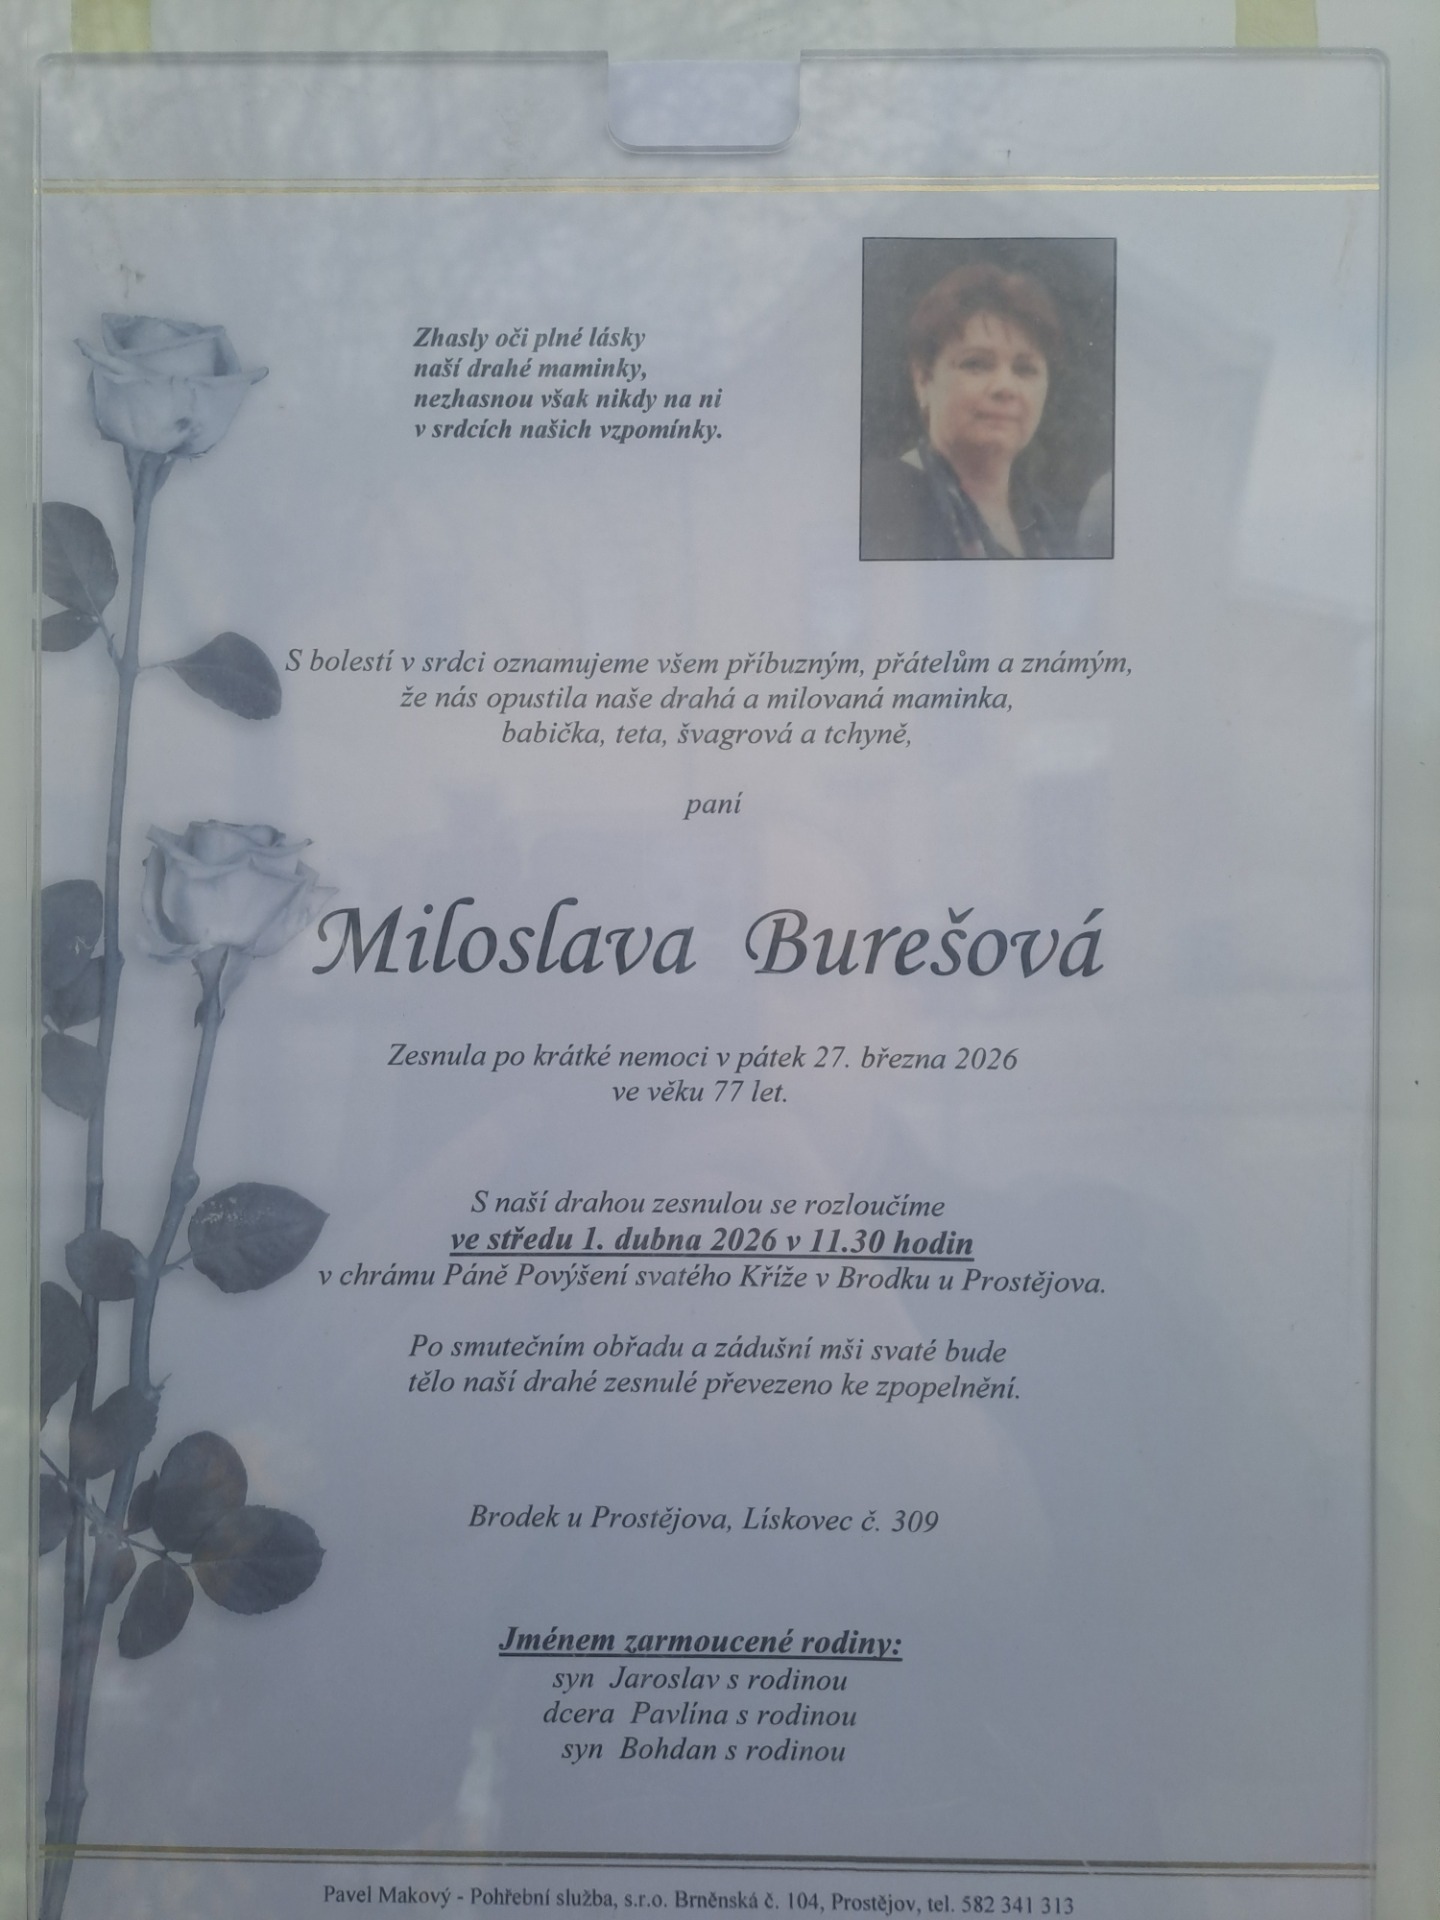 Zhasly oči plné lásky
naší drahé maminky,
nezhasnou však nikdy na ni
v srdcích našich vzpomínky.
S bolestí v srdci oznamujeme všem příbuzným, přátelům a známým,
že nás opustila naše drahá a milovaná maminka,
babička, teta, švagrová a tchyně,
paní
Miloslava Burešová
Zesnula po krátké nemoci v pátek 27. března 2026
ve věku 77 let.
S naší drahou zesnulou se rozloučíme
ve středu 1. dubna 2026 v 11.30 hodin
v chrámu Páně Povýšení svatého Kříže v Brodku u Prostějova.
Po smutečním obřadu a zádušní mši svaté bude
tělo naší drahé zesnulé převezeno ke zpopelnění.
Brodek u Prostějova, Lískovec č. 309
Jménem zarmoucené rodiny:
syn Jaroslav s rodinou
dcera Pavlína s rodinou
syn Bohdan s rodinou
Pavel Makový - Pohřební služba, s.r.o. Brněnská č. 104, Prostějov, tel. 582 341 313